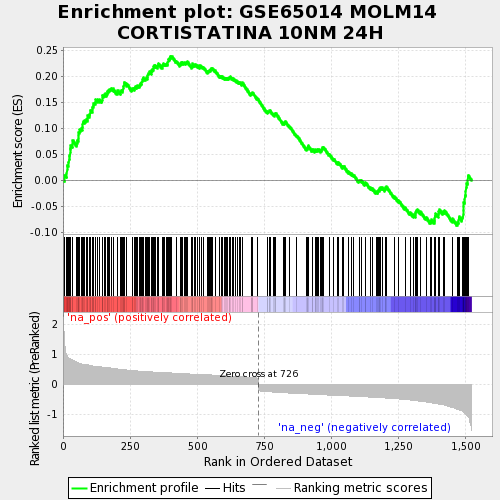 Enrichment plot: GSE65014 MOLM14
CORTISTATINA 10NM 24H
Enrichment score (ES)
0.25
0.20
0.15
0.10
0.05
0.00
-0.05
-0.10
'na_pos' (positively correlated)
Ranked list metric (PreRanked)
2
1
0
-1
Zero cross at 726
'na_neg' (negatively correlated)
0
250
500
750
1,000
1,250
1,500
Rank in Ordered Dataset
Enrichment profile
Hits
Ranking metric scores